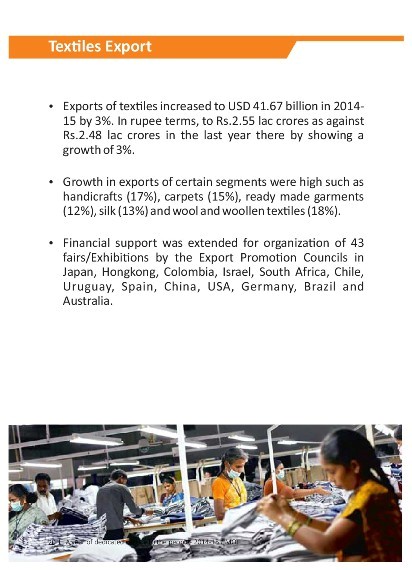 Textiles Export
• Exports of textiles increased to USD 41.67 billion in 2014-
15 by 3%. In rupee terms, to Rs.2.55 lac crores as against
Rs.2.48 lac crores in the last year there by showing a
growth of 3%.
• Growth in exports of certain segments were high such as
handicrafts (17%), carpets (15%), ready made garments
(12%), silk (13%) and wool and woollen textiles (18%).
• Financial support was extended for organization of 43
fairs/Exhibitions by the Export Promotion Councils in
Japan, Hongkong, Colombia, Israel, South Africa, Chile,
Uruguay, Spain, China, USA, Germany, Brazil and
Australia.
of dedicated